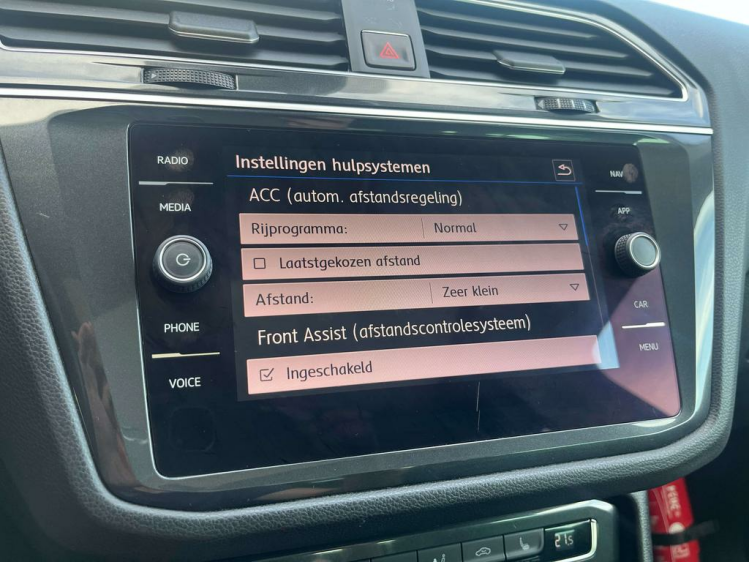 RADIO
MEDIA
PHONE
VOICE
Instellingen hulpsystemen
ACC (autom. afstandsregeling)
Rijprogramma: Normal
Laatstgekozen afstand
Afstand: Zeer klein
Front Assist (afstandscontrolesysteem)
Ingeschakeld
NAV
APP
CAR
MENU
21.5